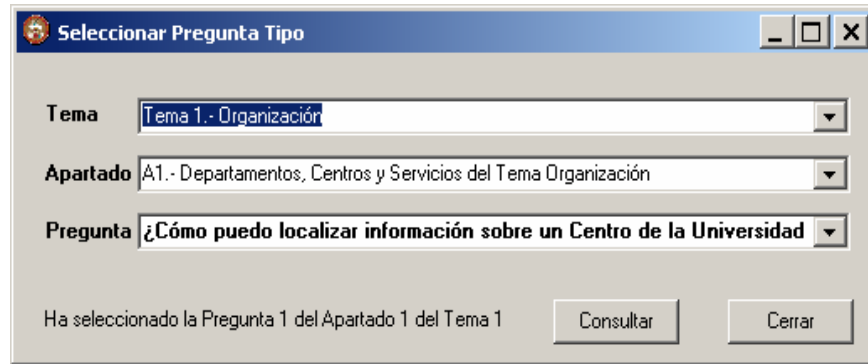 Seleccionar Pregunta Tipo
Tema Tema 1.- Organización
Apartado A1.- Departamentos, Centros y Servicios del Tema Organización
Pregunta ¿Cómo puedo localizar información sobre un Centro de la Universidad
Ha seleccionado la Pregunta 1 del Apartado 1 del Tema 1 Consultar Cerrar